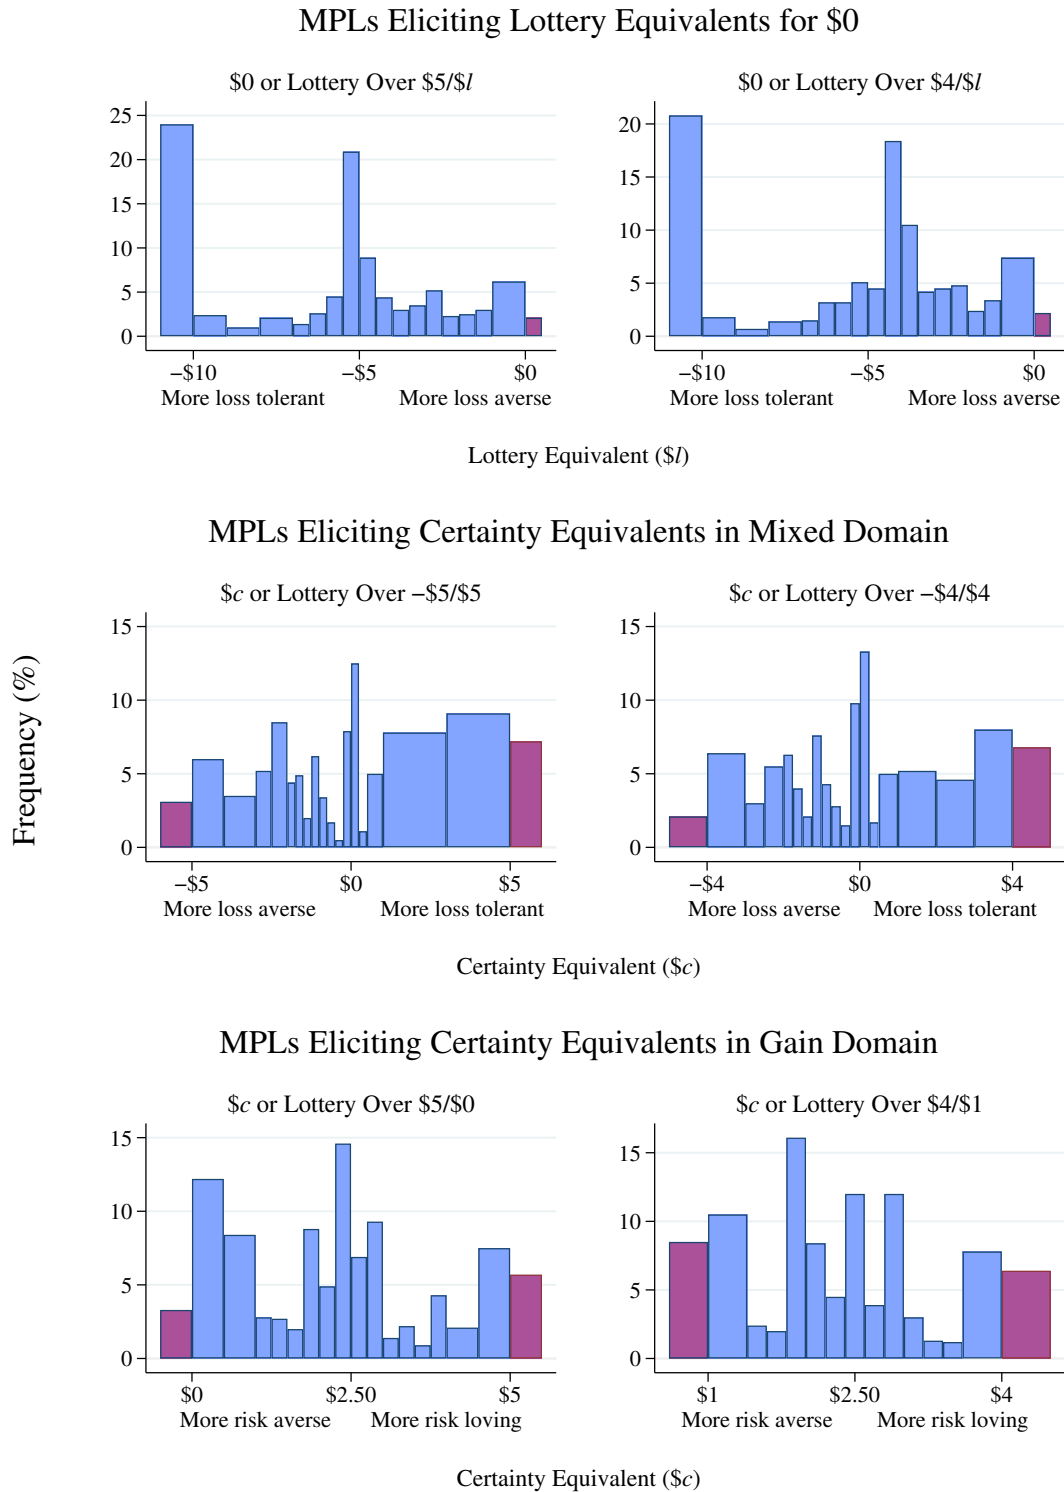 MPLs Eliciting Lottery Equivalents for $0
$0 or Lottery Over $5/$l
$0 or Lottery Over $4/$l
25
20
15
10
5
0
20
15
10
5
0
−$10
−$5
$0
−$10
−$5
$0
More loss tolerant
More loss averse
More loss tolerant
More loss averse
Lottery Equivalent ($l)
MPLs Eliciting Certainty Equivalents in Mixed Domain
$c or Lottery Over −$5/$5
$c or Lottery Over −$4/$4
15
10
5
0
15
10
5
0
Frequency (%)
−$5
$0
$5
−$4
$0
$4
More loss averse
More loss tolerant
More loss averse
More loss tolerant
Certainty Equivalent ($c)
MPLs Eliciting Certainty Equivalents in Gain Domain
$c or Lottery Over $5/$0
$c or Lottery Over $4/$1
15
10
5
0
15
10
5
0
$0
$2.50
$5
$1
$2.50
$4
More risk averse
More risk loving
More risk averse
More risk loving
Certainty Equivalent ($c)